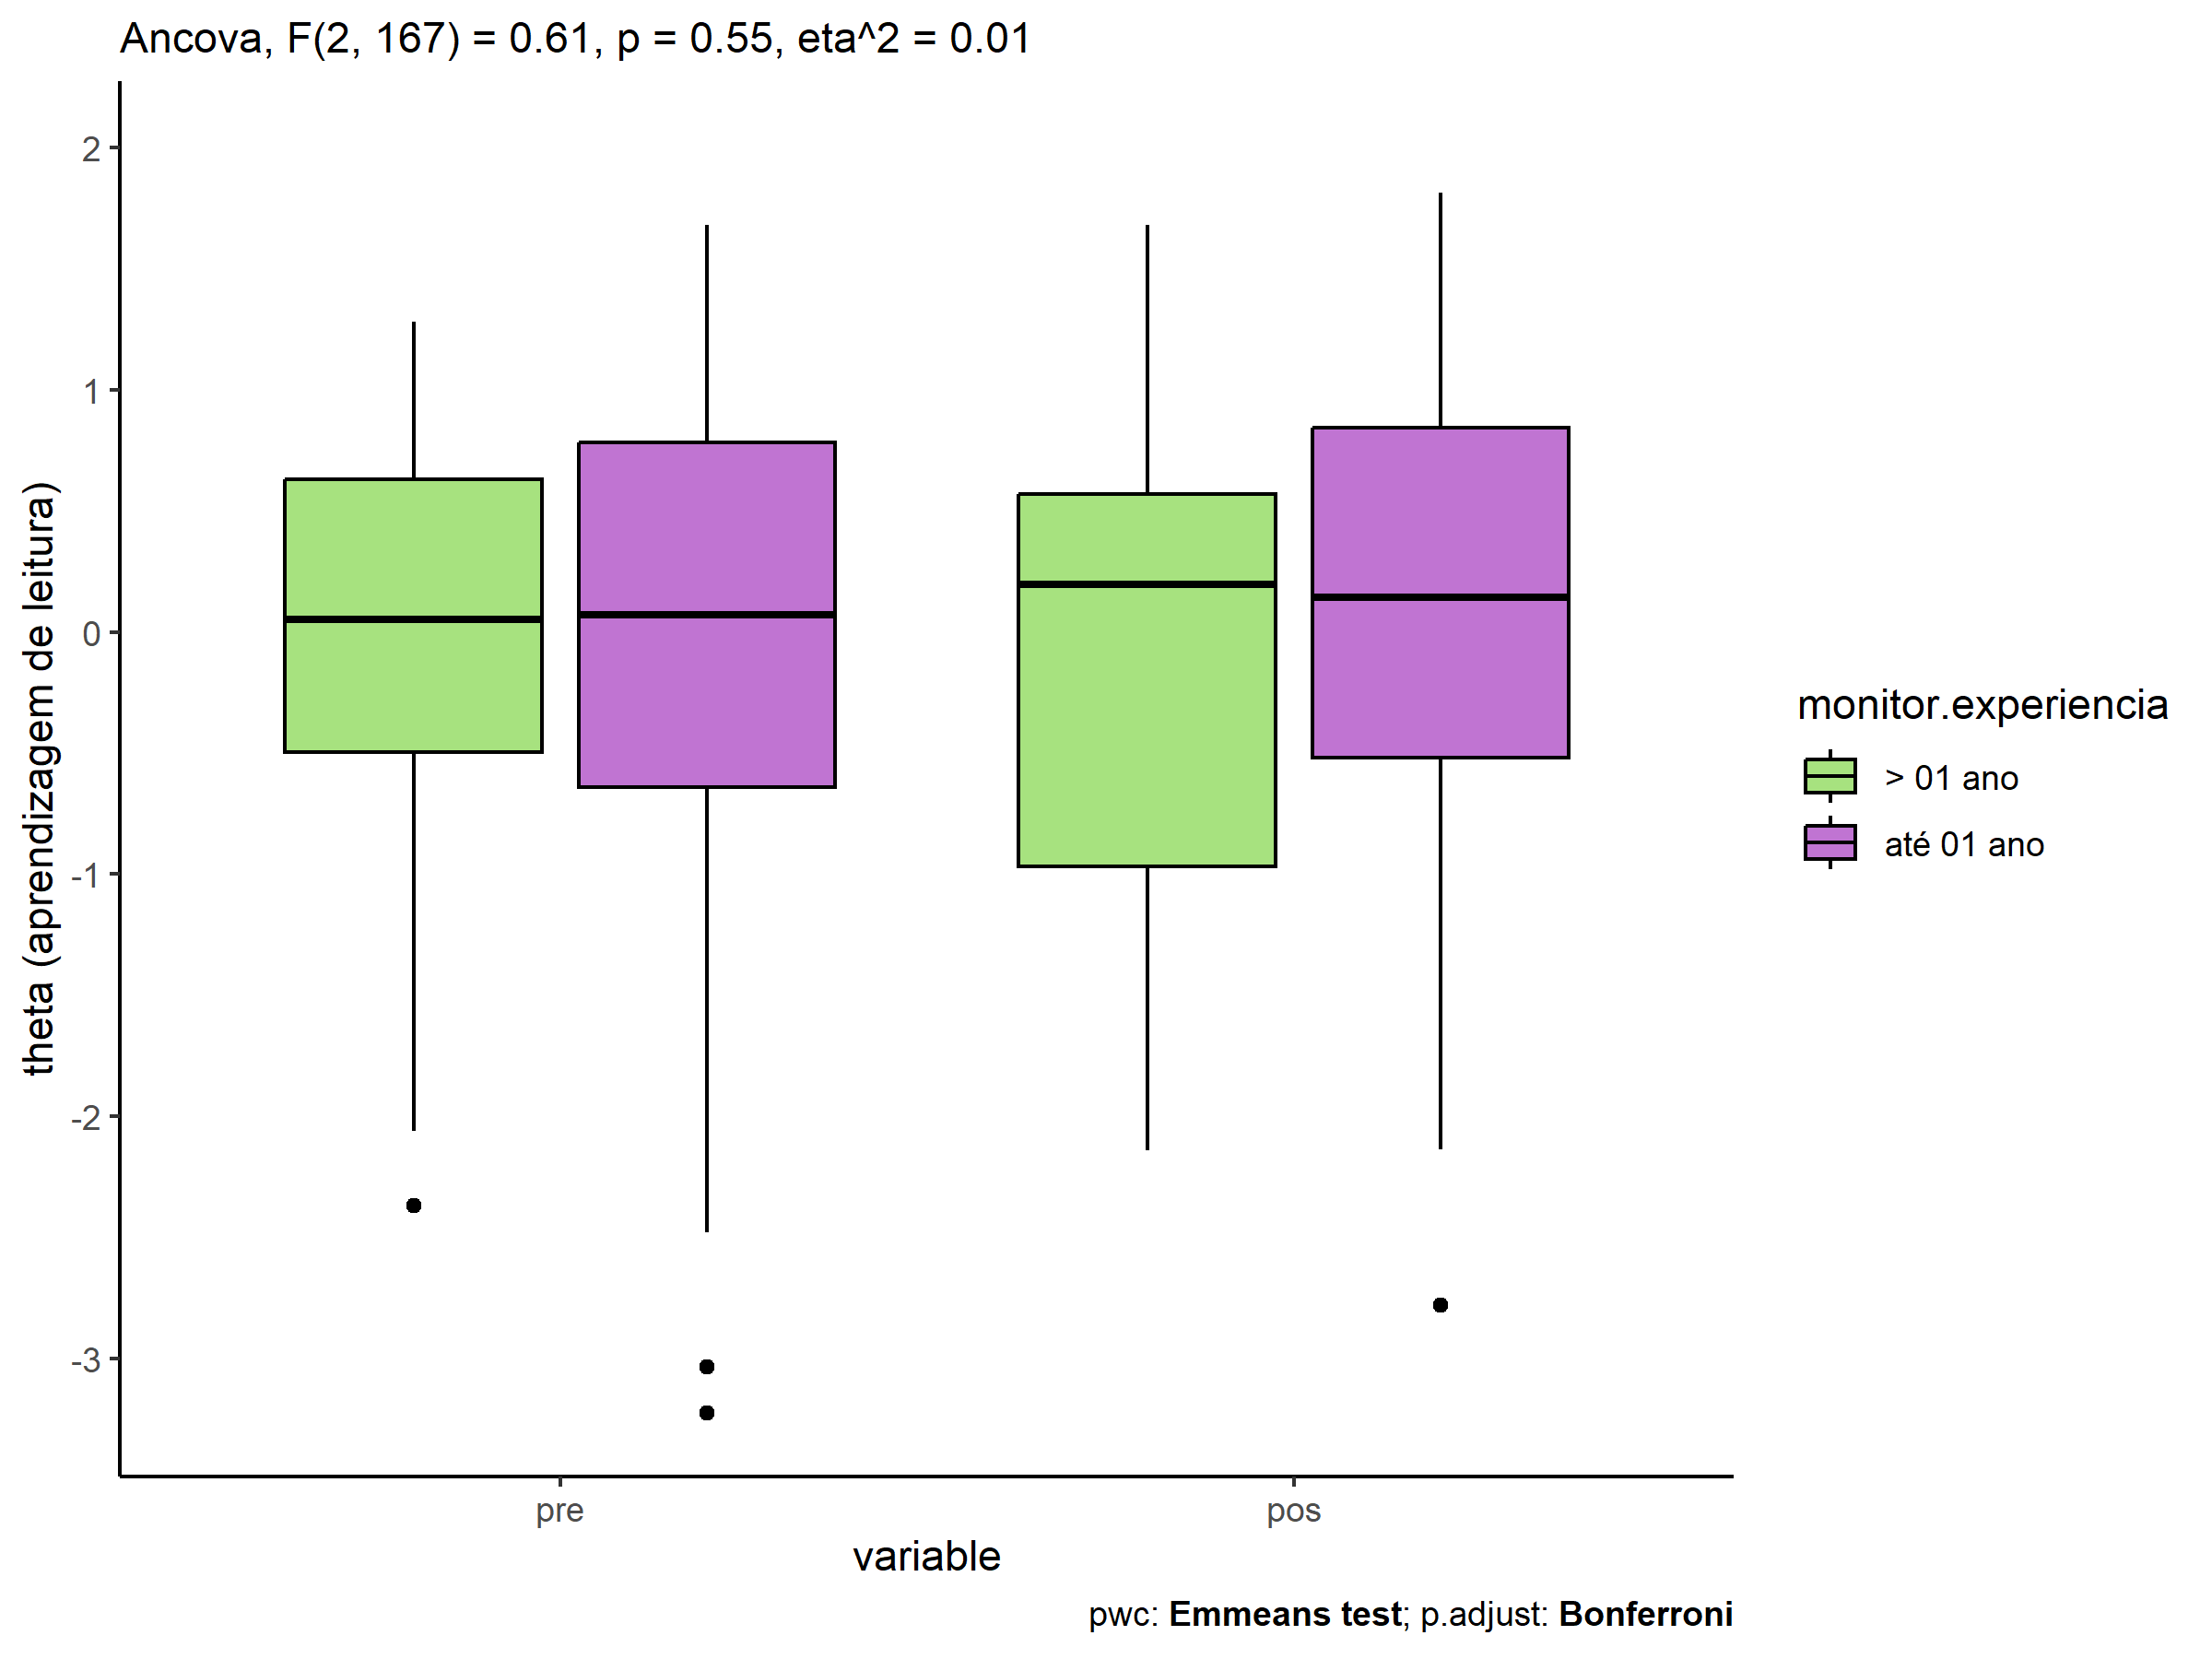 Ancova, F(2, 167) = 0.61, p = 0.55, eta^2 = 0.01
theta (aprendizagem de leitura)
2
1
0
-1
-2
-3
pre
pos
variable
monitor.experiencia
> 01 ano
até 01 ano
pwc: Emmeans test; p.adjust: Bonferroni